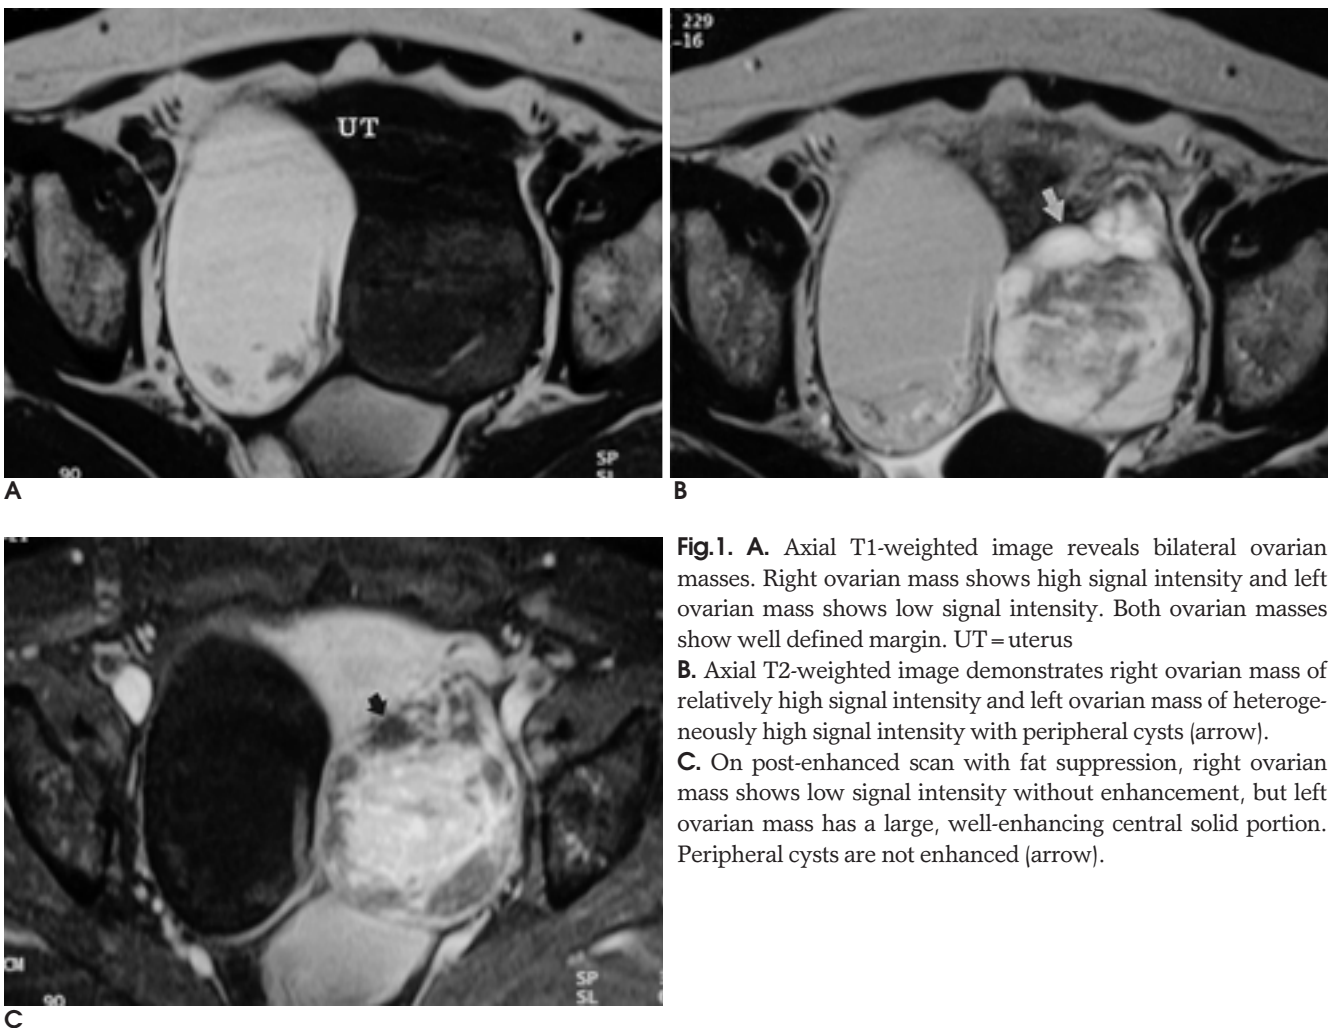 UT
90
SP
SL
A
229
-16
B
90
SP
SL
C
Fig.1. A. Axial T1-weighted image reveals bilateral ovarian
masses. Right ovarian mass shows high signal intensity and left
ovarian mass shows low signal intensity. Both ovarian masses
show well defined margin. UT=uterus
B. Axial T2-weighted image demonstrates right ovarian mass of
relatively high signal intensity and left ovarian mass of heteroge-
neously high signal intensity with peripheral cysts (arrow).
C. On post-enhanced scan with fat suppression, right ovarian
mass shows low signal intensity without enhancement, but left
ovarian mass has a large, well-enhancing central solid portion.
Peripheral cysts are not enhanced (arrow).